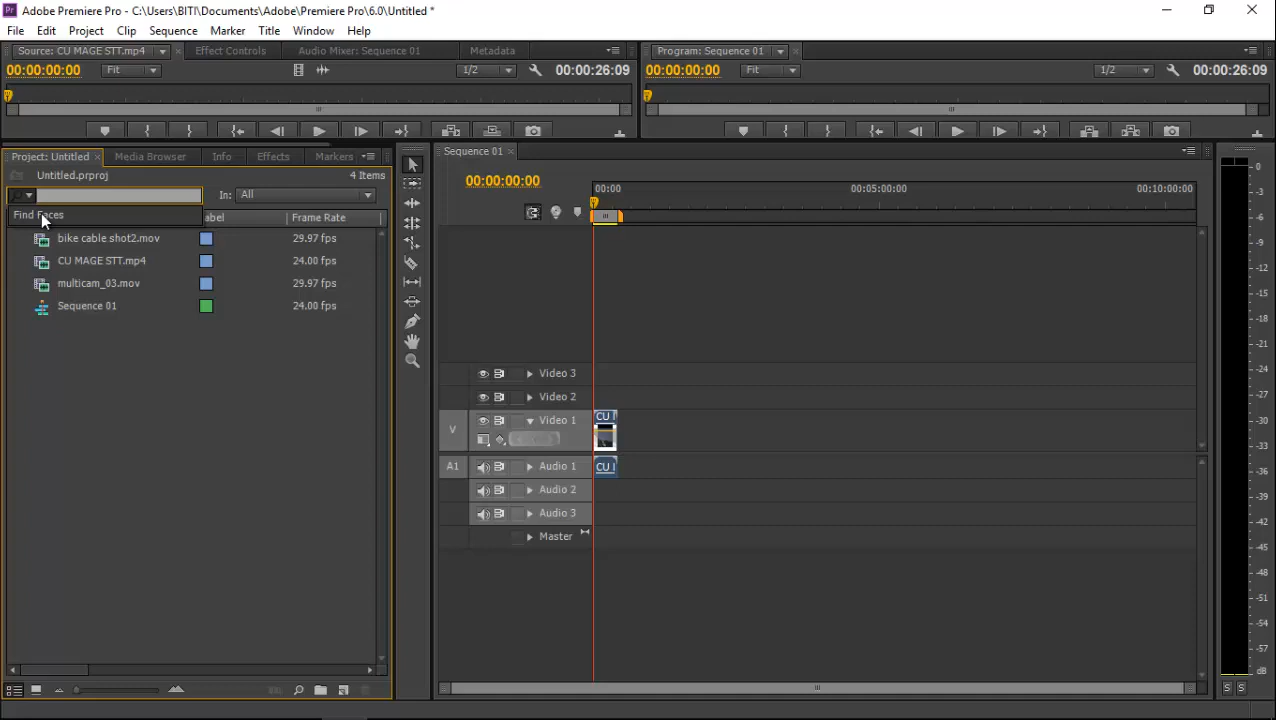 Pr Adobe Premiere Pro - C:\Users\BITI\Documents\Adobe\Premiere Pro\6.0\Untitled *
File Edit Project Clip Sequence Marker Title Window Help
Source: CU MAGE STT.mp4 Effect Controls Audio Mixer: Sequence 01 Metadata
Program: Sequence 01
00:00:00:00 Fit 1/2 00:00:26:09
00:00:00:00 Fit 1/2 00:00:26:09
Project: Untitled Media Browser Info Effects Markers
Untitled.prproj 4 Items
In: All
Find Faces
abel Frame Rate
bike cable shot2.mov 29.97 fps
CU MAGE STT.mp4 24.00 fps
multicam_03.mov 29.97 fps
Sequence 01 24.00 fps
Sequence 01
00:00:00:00
00:00 00:05:00:00 00:10:00:00
Video 3
Video 2
V Video 1 CU
A1 Audio 1 CU
Audio 2
Audio 3
Master
0
-3
-6
-9
-12
-15
-18
-21
-24
-27
-30
-33
-36
-39
-42
-45
-48
-51
-54
-57
dB
S S